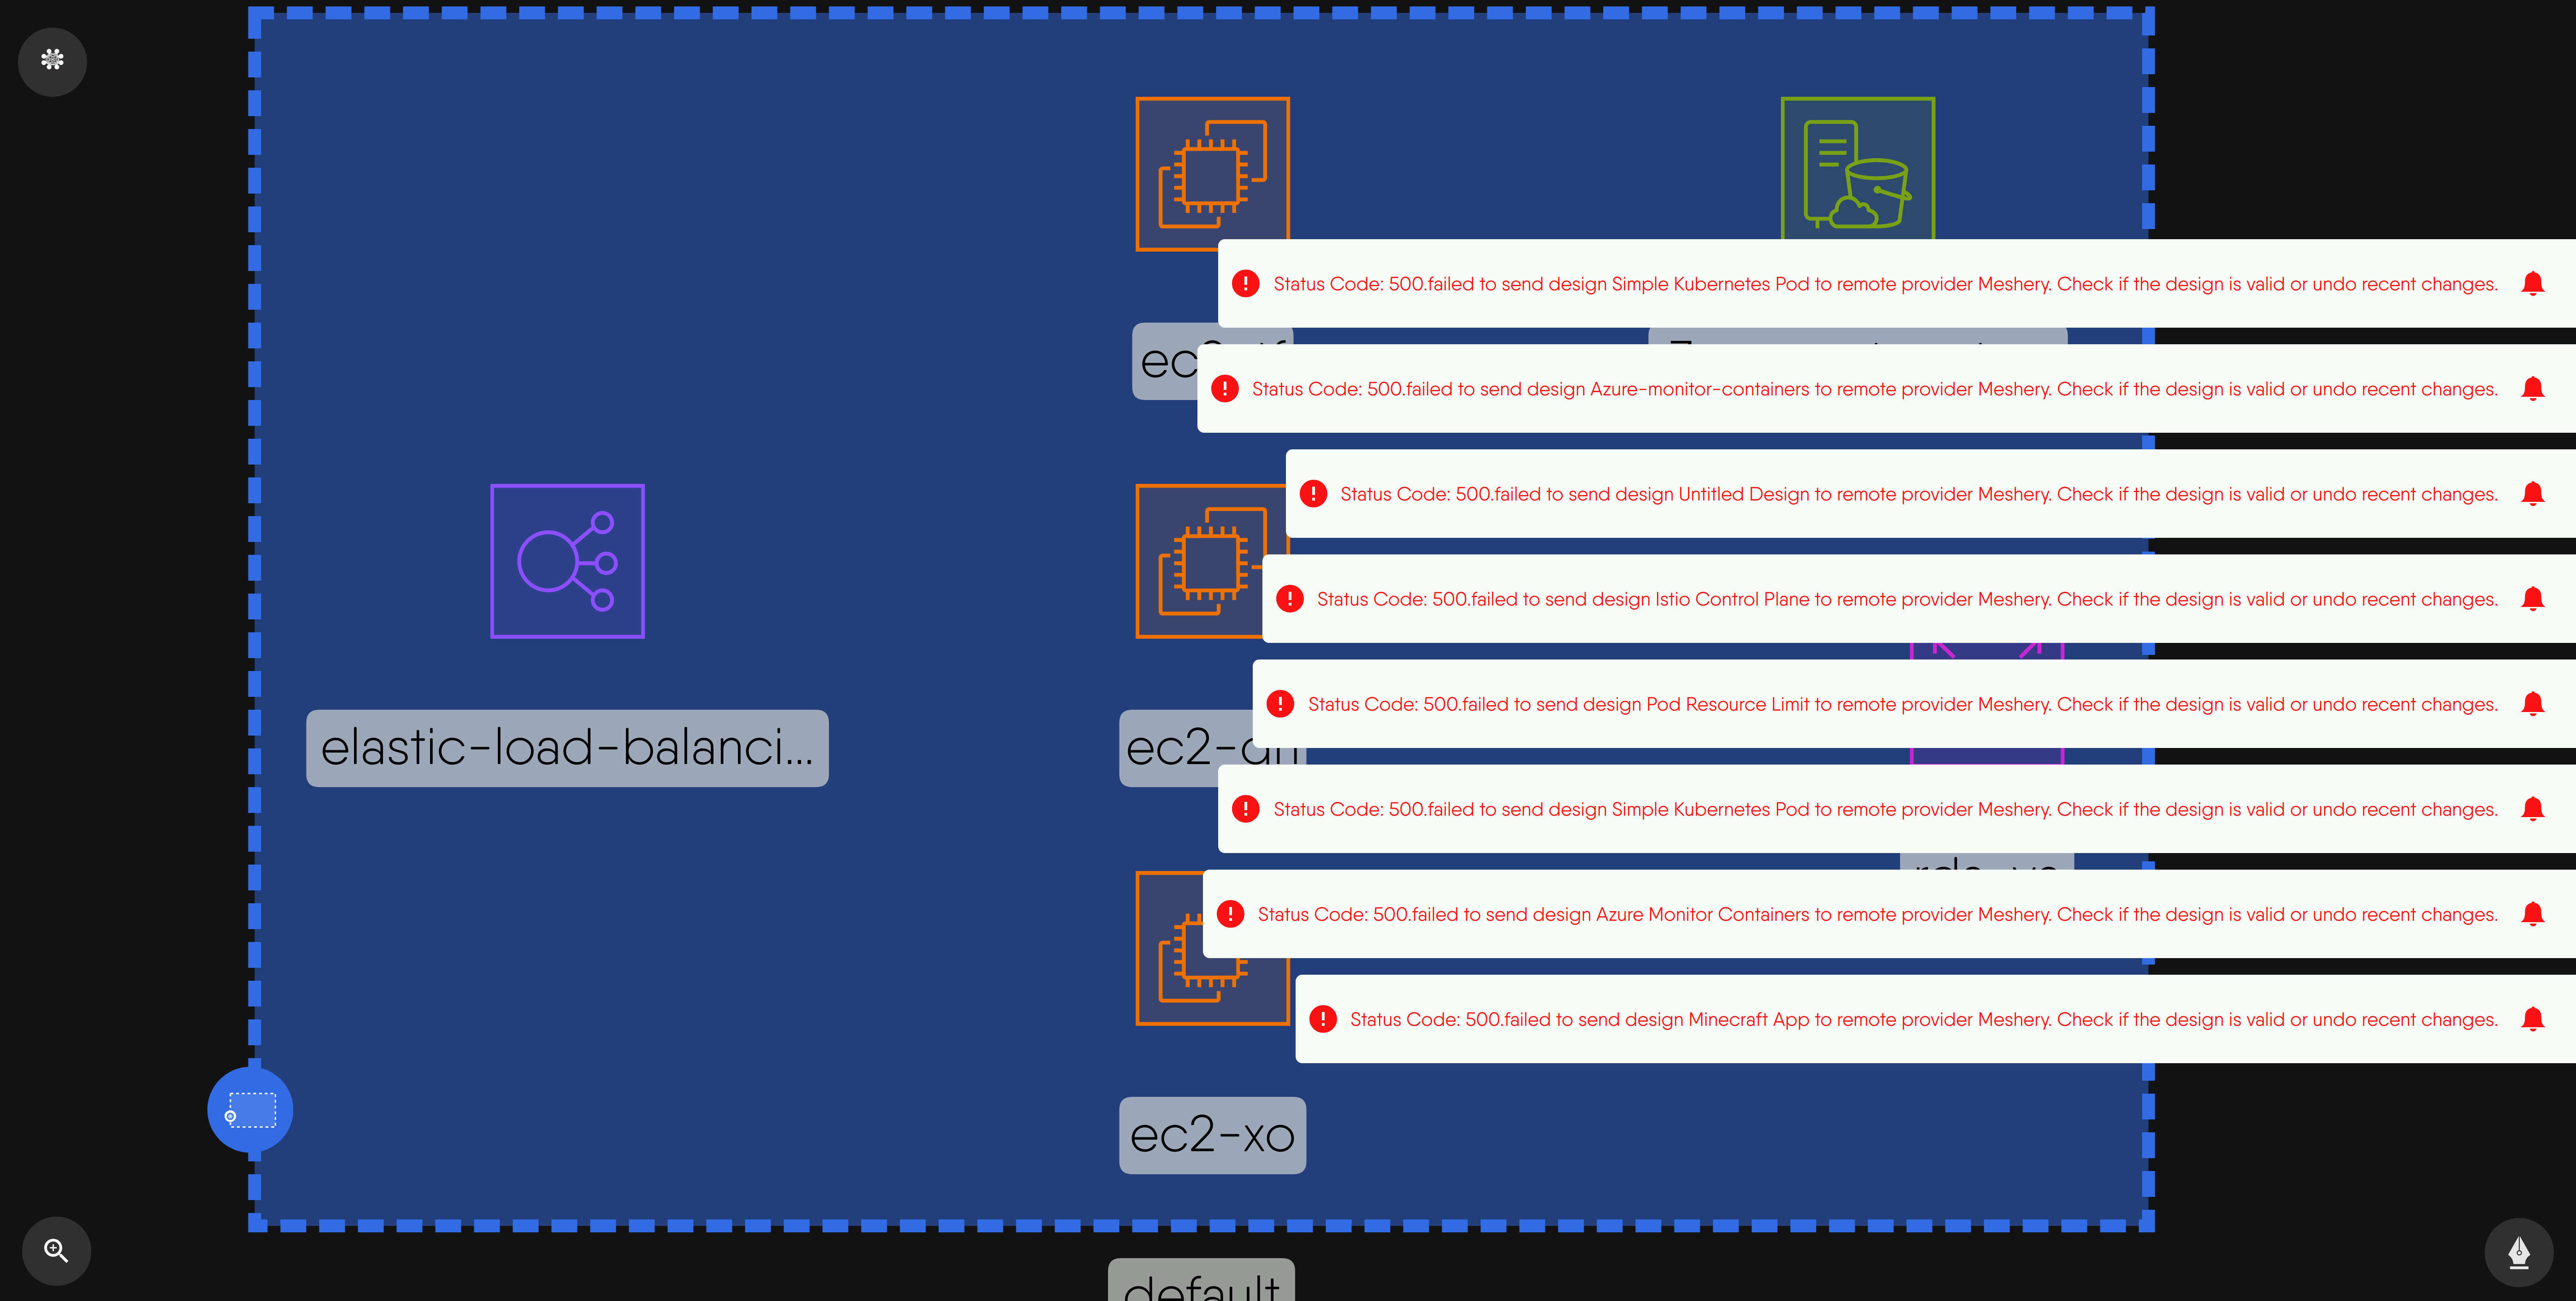 Status Code: 500.failed to send design Simple Kubernetes Pod to remote provider Meshery. Check if the design is valid or undo recent changes.
Status Code: 500.failed to send design Azure-monitor-containers to remote provider Meshery. Check if the design is valid or undo recent changes.
Status Code: 500.failed to send design Untitled Design to remote provider Meshery. Check if the design is valid or undo recent changes.
Status Code: 500.failed to send design Istio Control Plane to remote provider Meshery. Check if the design is valid or undo recent changes.
Status Code: 500.failed to send design Pod Resource Limit to remote provider Meshery. Check if the design is valid or undo recent changes.
elastic-load-balanci...
Status Code: 500.failed to send design Simple Kubernetes Pod to remote provider Meshery. Check if the design is valid or undo recent changes.
Status Code: 500.failed to send design Azure Monitor Containers to remote provider Meshery. Check if the design is valid or undo recent changes.
Status Code: 500.failed to send design Minecraft App to remote provider Meshery. Check if the design is valid or undo recent changes.
ec2-xo
default